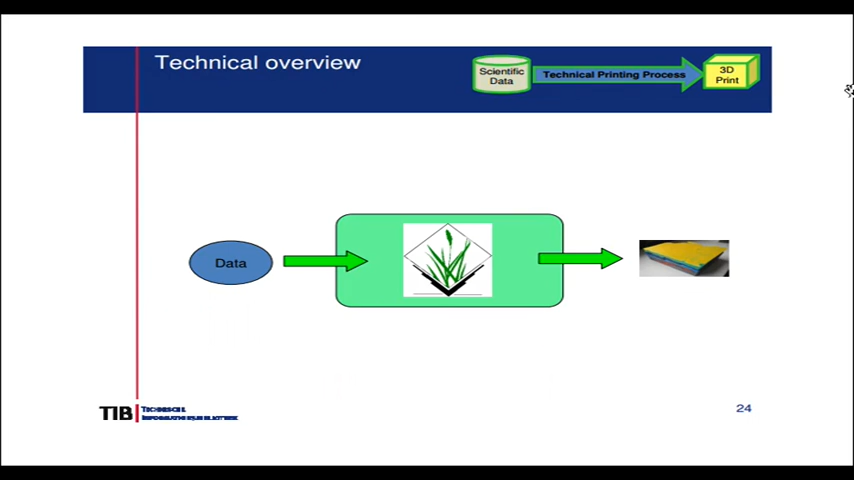 Technical overview
Scientific
Data
Technical Printing Process
3D
Print
Data
TIB
24